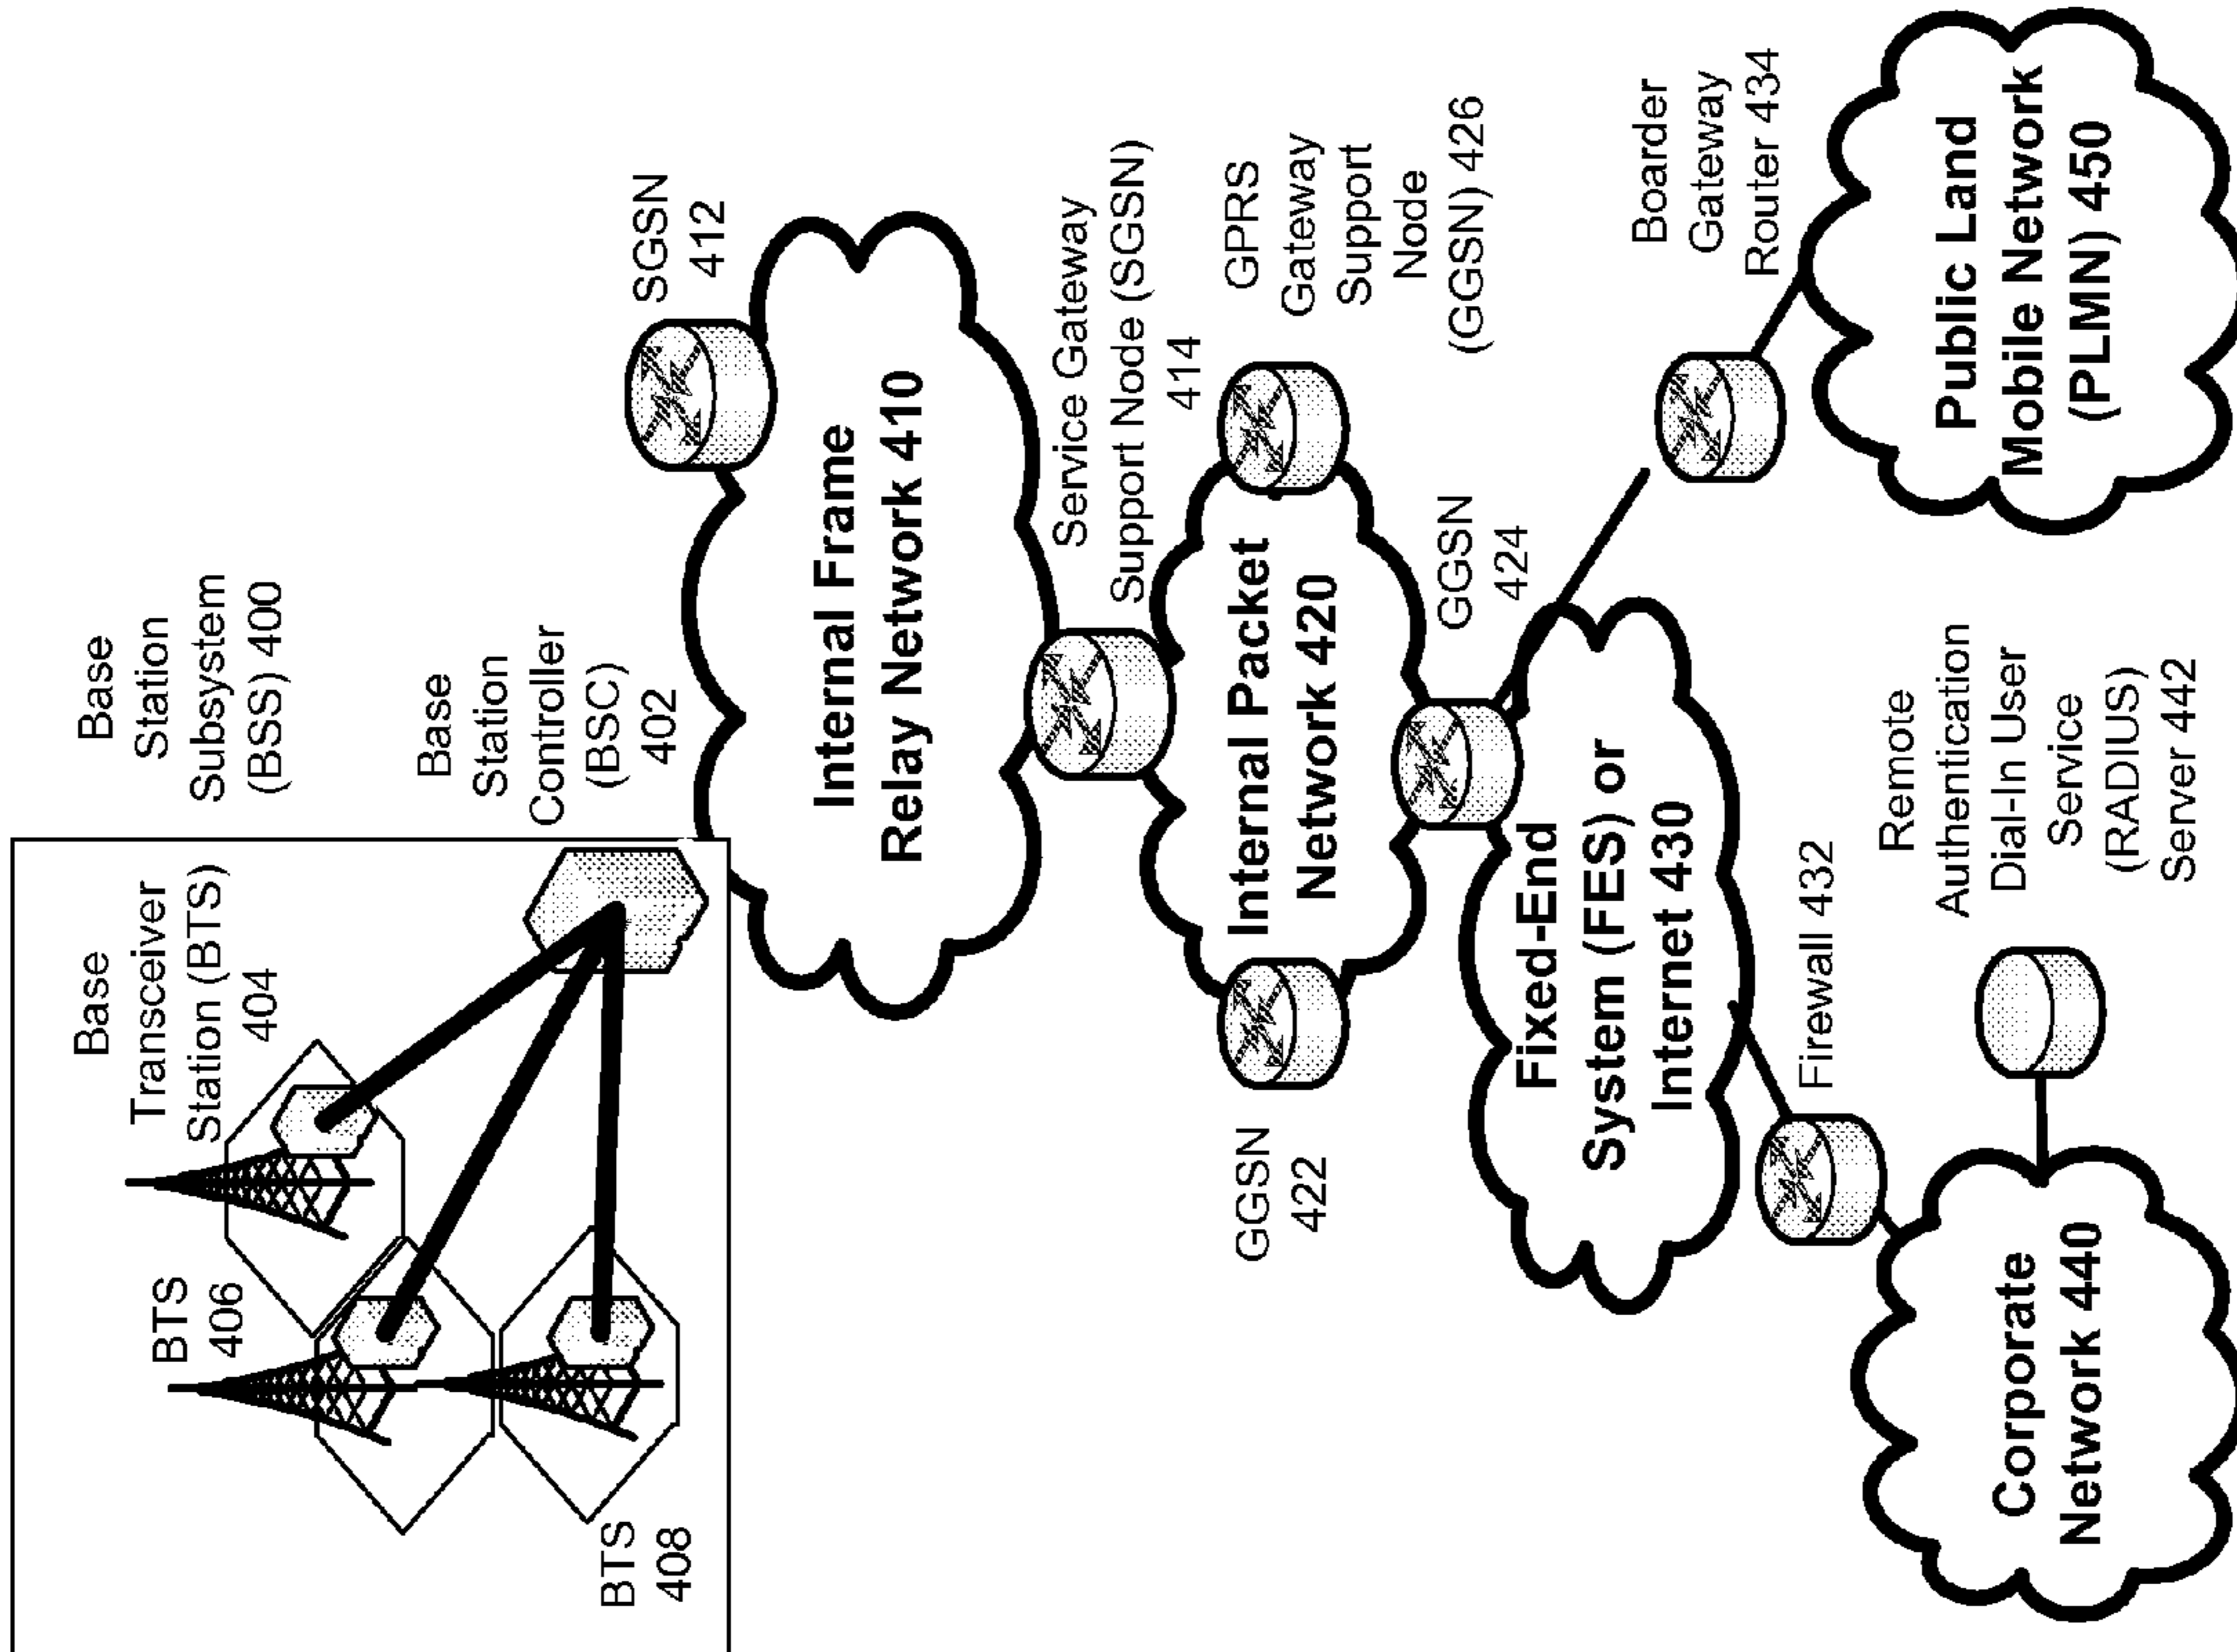 Base
Station
Subsystem
(BSS) 400
Base
Transceiver
Station (BTS)
404
BTS
406
BTS
408
Base
Station
Controller
(BSC)
402
SGSN
412
Internal Frame
Relay Network 410
Service Gateway
Support Node (SGSN)
414
GPRS
Gateway
Support
Node
(GGSN) 426
Internal Packet
Network 420
GGSN
422
GGSN
424
Fixed-End
System (FES) or
Internet 430
Boarder
Gateway
Router 434
Firewall 432
Remote
Authentication
Dial-In User
Service
(RADIUS)
Server 442
Public Land
Mobile Network
(PLMN) 450
Corporate
Network 440